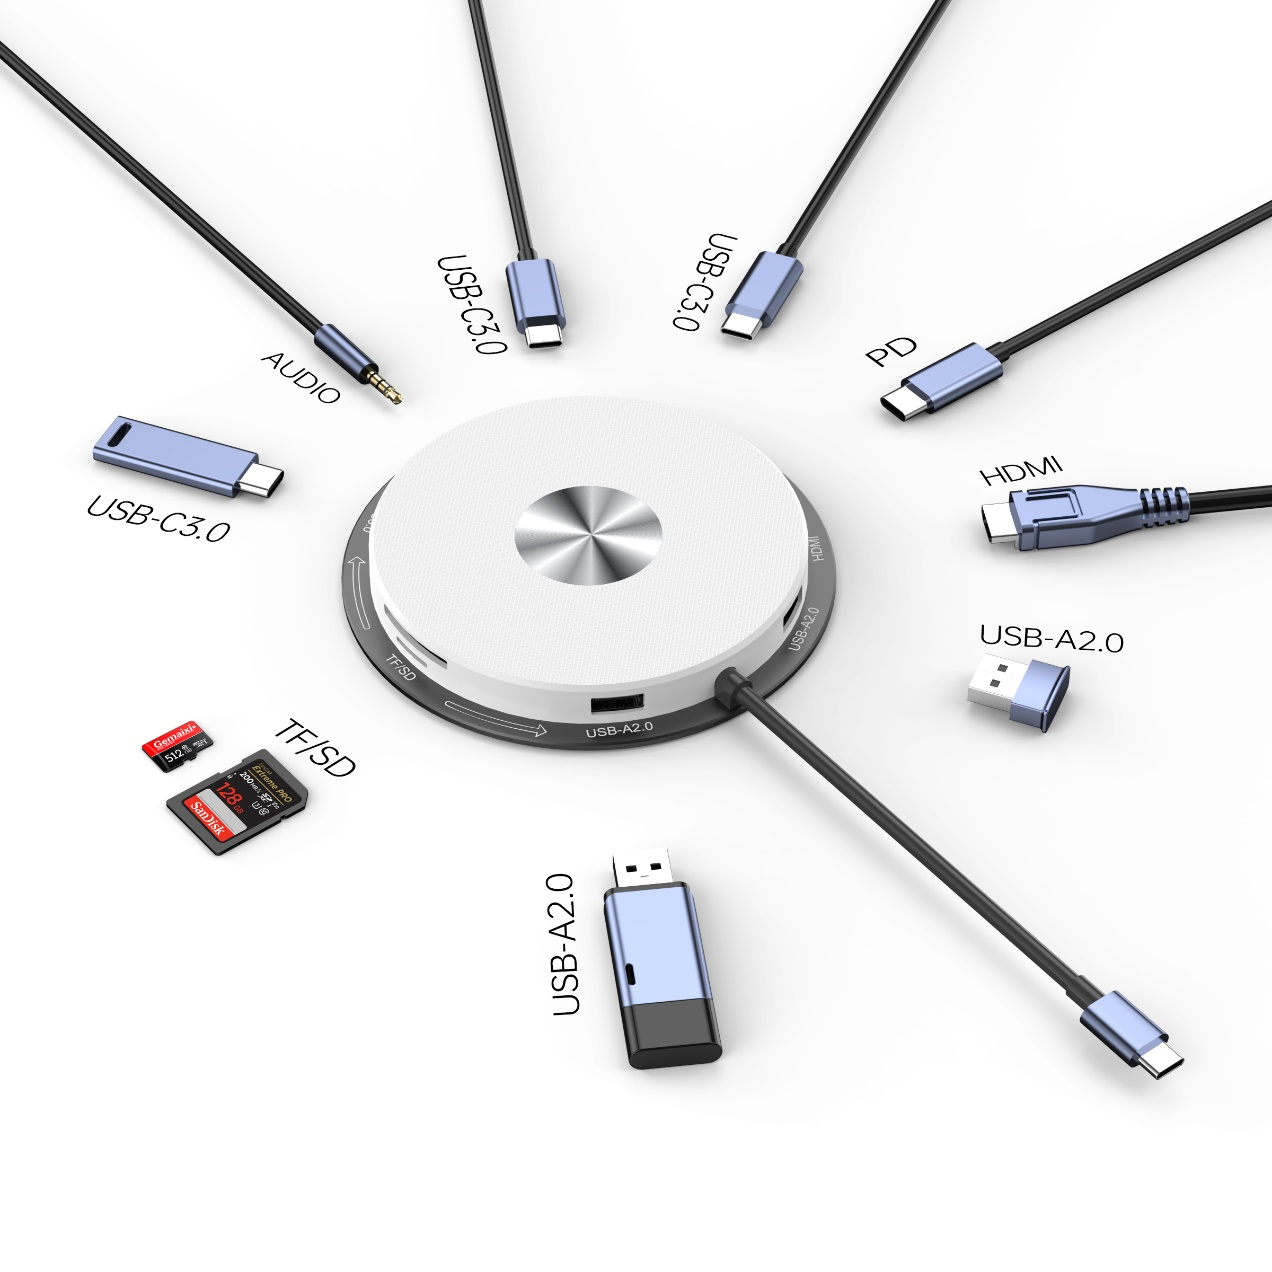 USB-C3.0
USB-C3.0
PD
AUDIO
HDMI
USB-C3.0
HDMI
USB-A2.0
USB-A2.0
TF/SD
USB-A2.0
TF/SD
Gemaixi
512
Extreme PRO
200
128
GB
SanDisk
USB-A2.0